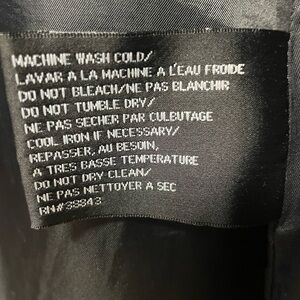 MACHINE WASH COLD/
LAVAR A LA MACHINE A L'EAU FROIDE
DO NOT BLEACH/NE PAS BLANCHIR
DO NOT TUMBLE DRY/
NE PAS SECHER PAR CULBUTAGE
COOL IRON IF NECESSARY/
REPASSER, AU BESOIN,
A TRES BASSE TEMPERATURE
DO NOT DRY CLEAN/
NE PAS NETTOYER A SEC
RN#38343